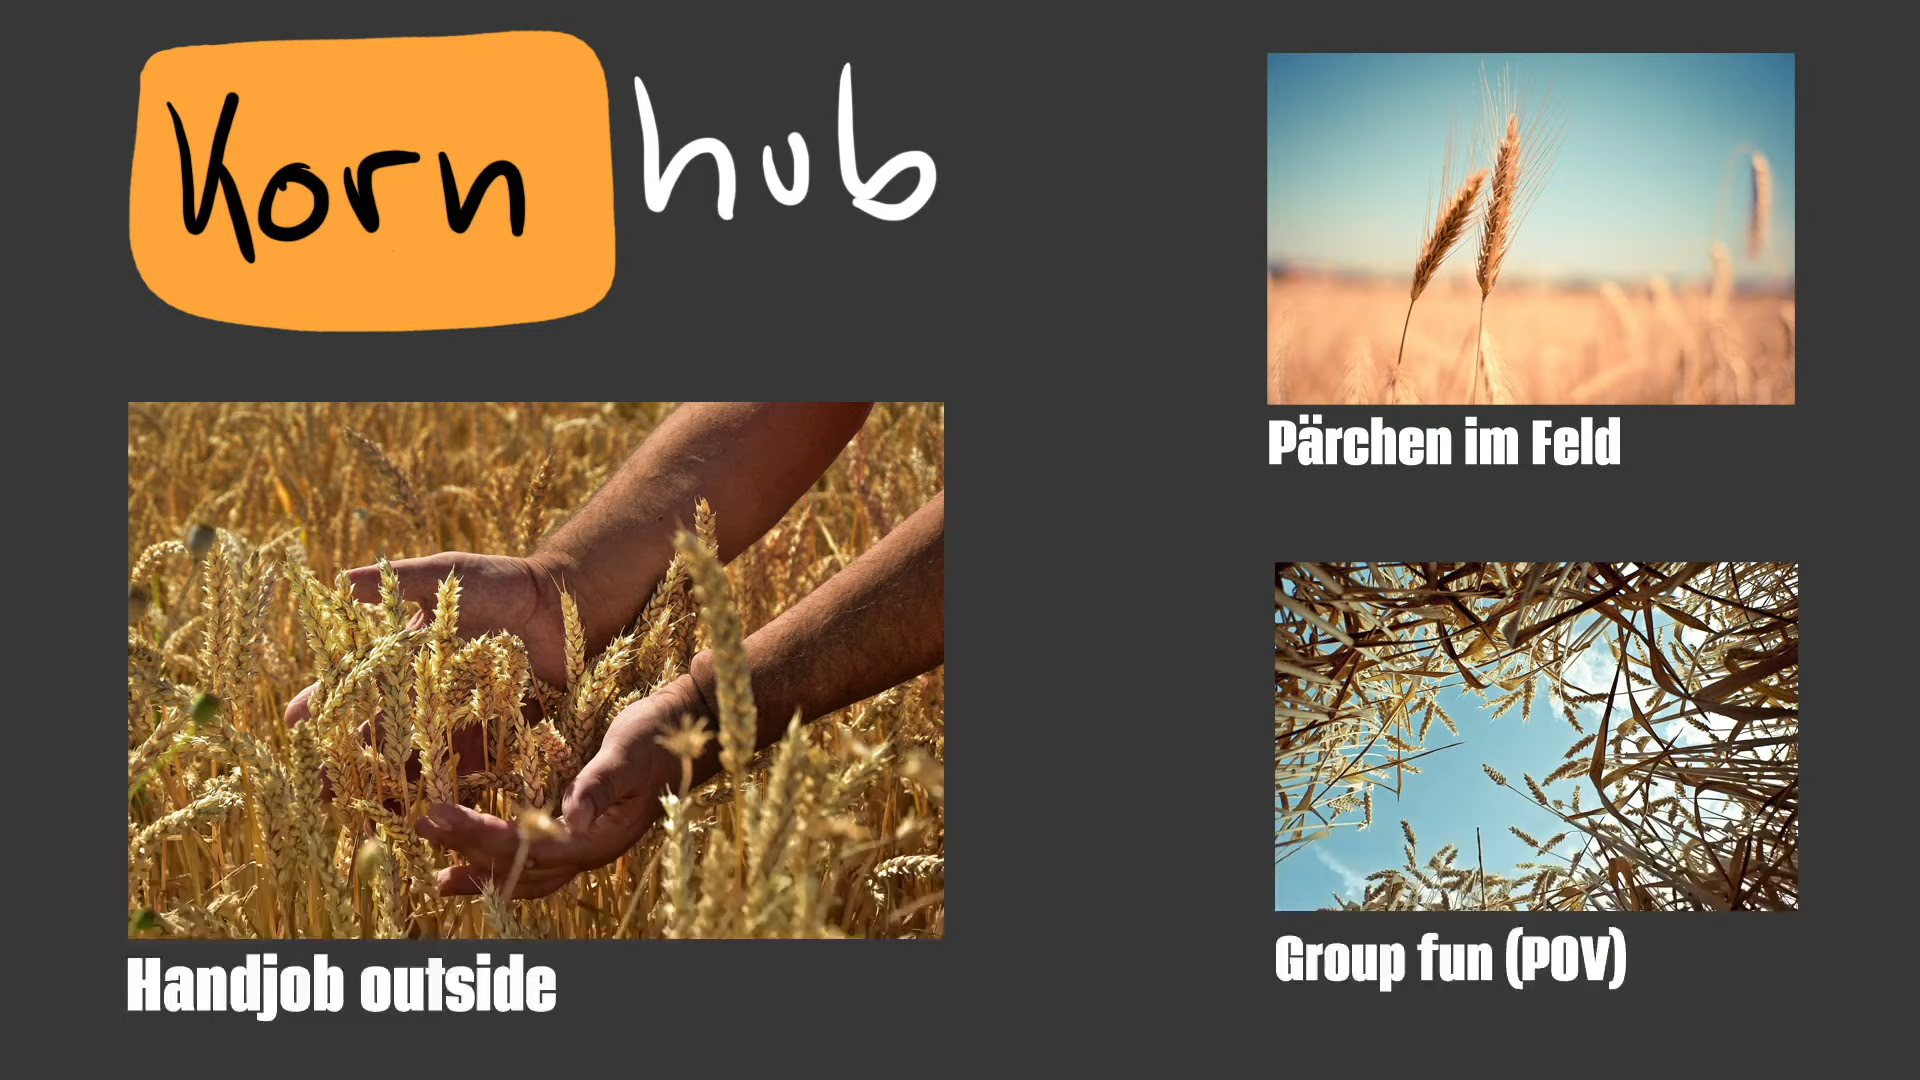 Korn hub
Handjob outside
Pärchen im Feld
Group fun (POV)